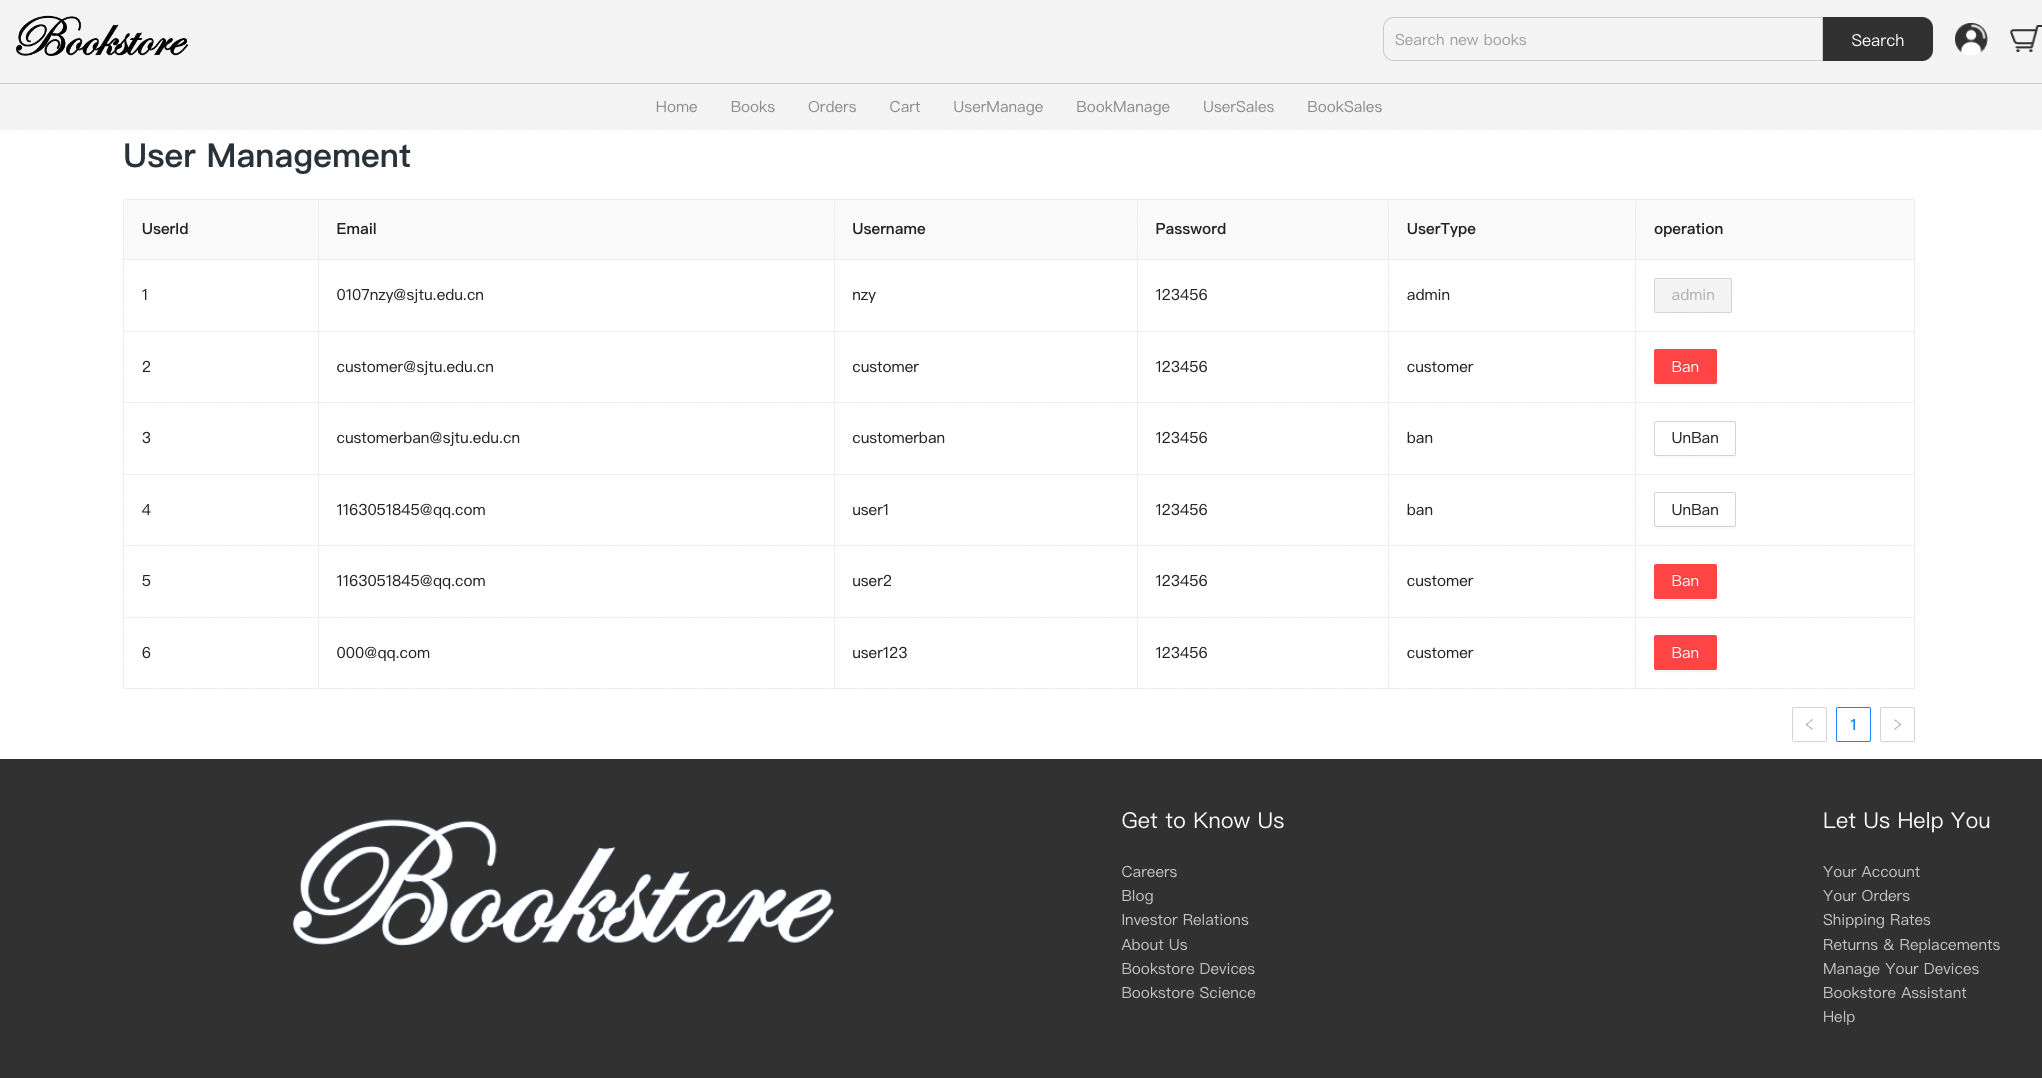 Bookstore
Search new books
Search
Home Books Orders Cart UserManage BookManage UserSales BookSales
User Management
UserId Email Username Password UserType operation
1 0107nzy@sjtu.edu.cn nzy 123456 admin admin
2 customer@sjtu.edu.cn customer 123456 customer Ban
3 customerban@sjtu.edu.cn customerban 123456 ban UnBan
4 1163051845@qq.com user1 123456 ban UnBan
5 1163051845@qq.com user2 123456 customer Ban
6 000@qq.com user123 123456 customer Ban
< 1 >
Bookstore
Get to Know Us
Careers
Blog
Investor Relations
About Us
Bookstore Devices
Bookstore Science
Let Us Help You
Your Account
Your Orders
Shipping Rates
Returns & Replacements
Manage Your Devices
Bookstore Assistant
Help